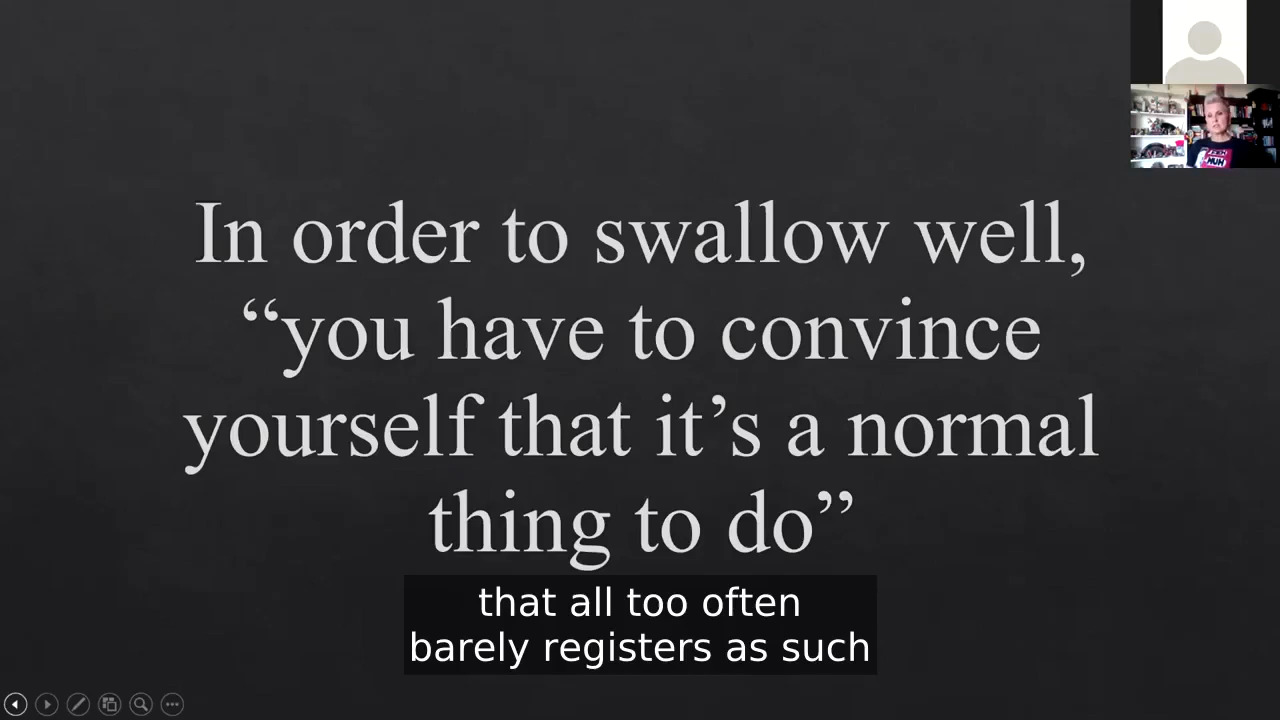 In order to swallow well,
“you have to convince
yourself that it’s a normal
thing to do”
that all too often
barely registers as such